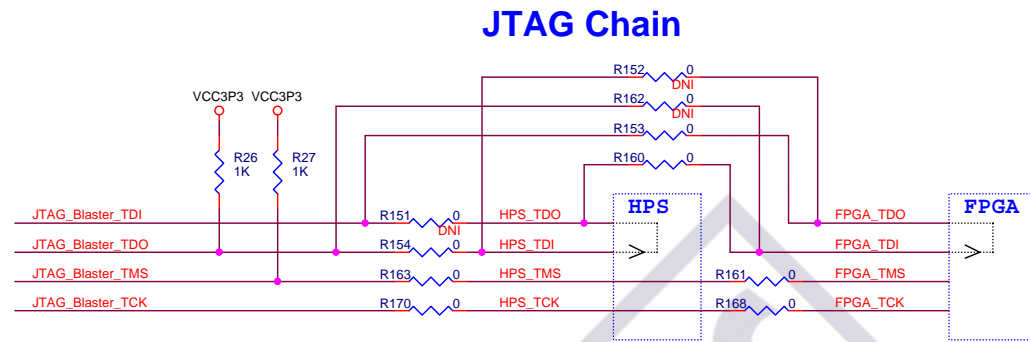 JTAG Chain
R152 0
DNI
VCC3P3 VCC3P3
R162 0
DNI
R153 0
R26
1K
R27
1K
R160 0
HPS
FPGA
JTAG_Blaster_TDI R151 0 HPS_TDO FPGA_TDO
DNI
JTAG_Blaster_TDO R154 0 HPS_TDI FPGA_TDI
JTAG_Blaster_TMS R163 0 HPS_TMS R161 0 FPGA_TMS
JTAG_Blaster_TCK R170 0 HPS_TCK R168 0 FPGA_TCK